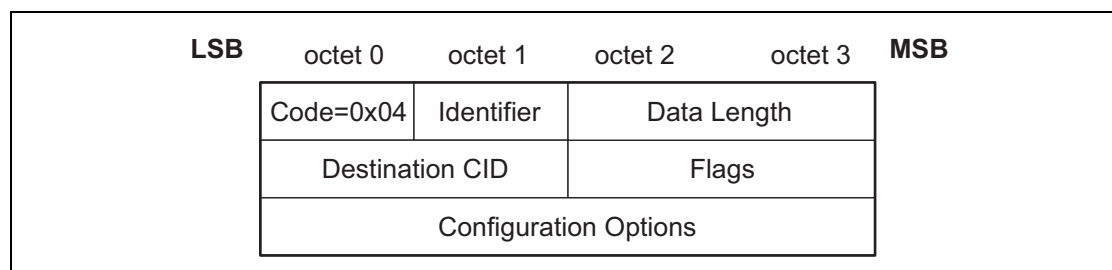 LSB octet 0 octet 1 octet 2 octet 3 MSB
Code=0x04 Identifier Data Length
Destination CID Flags
Configuration Options